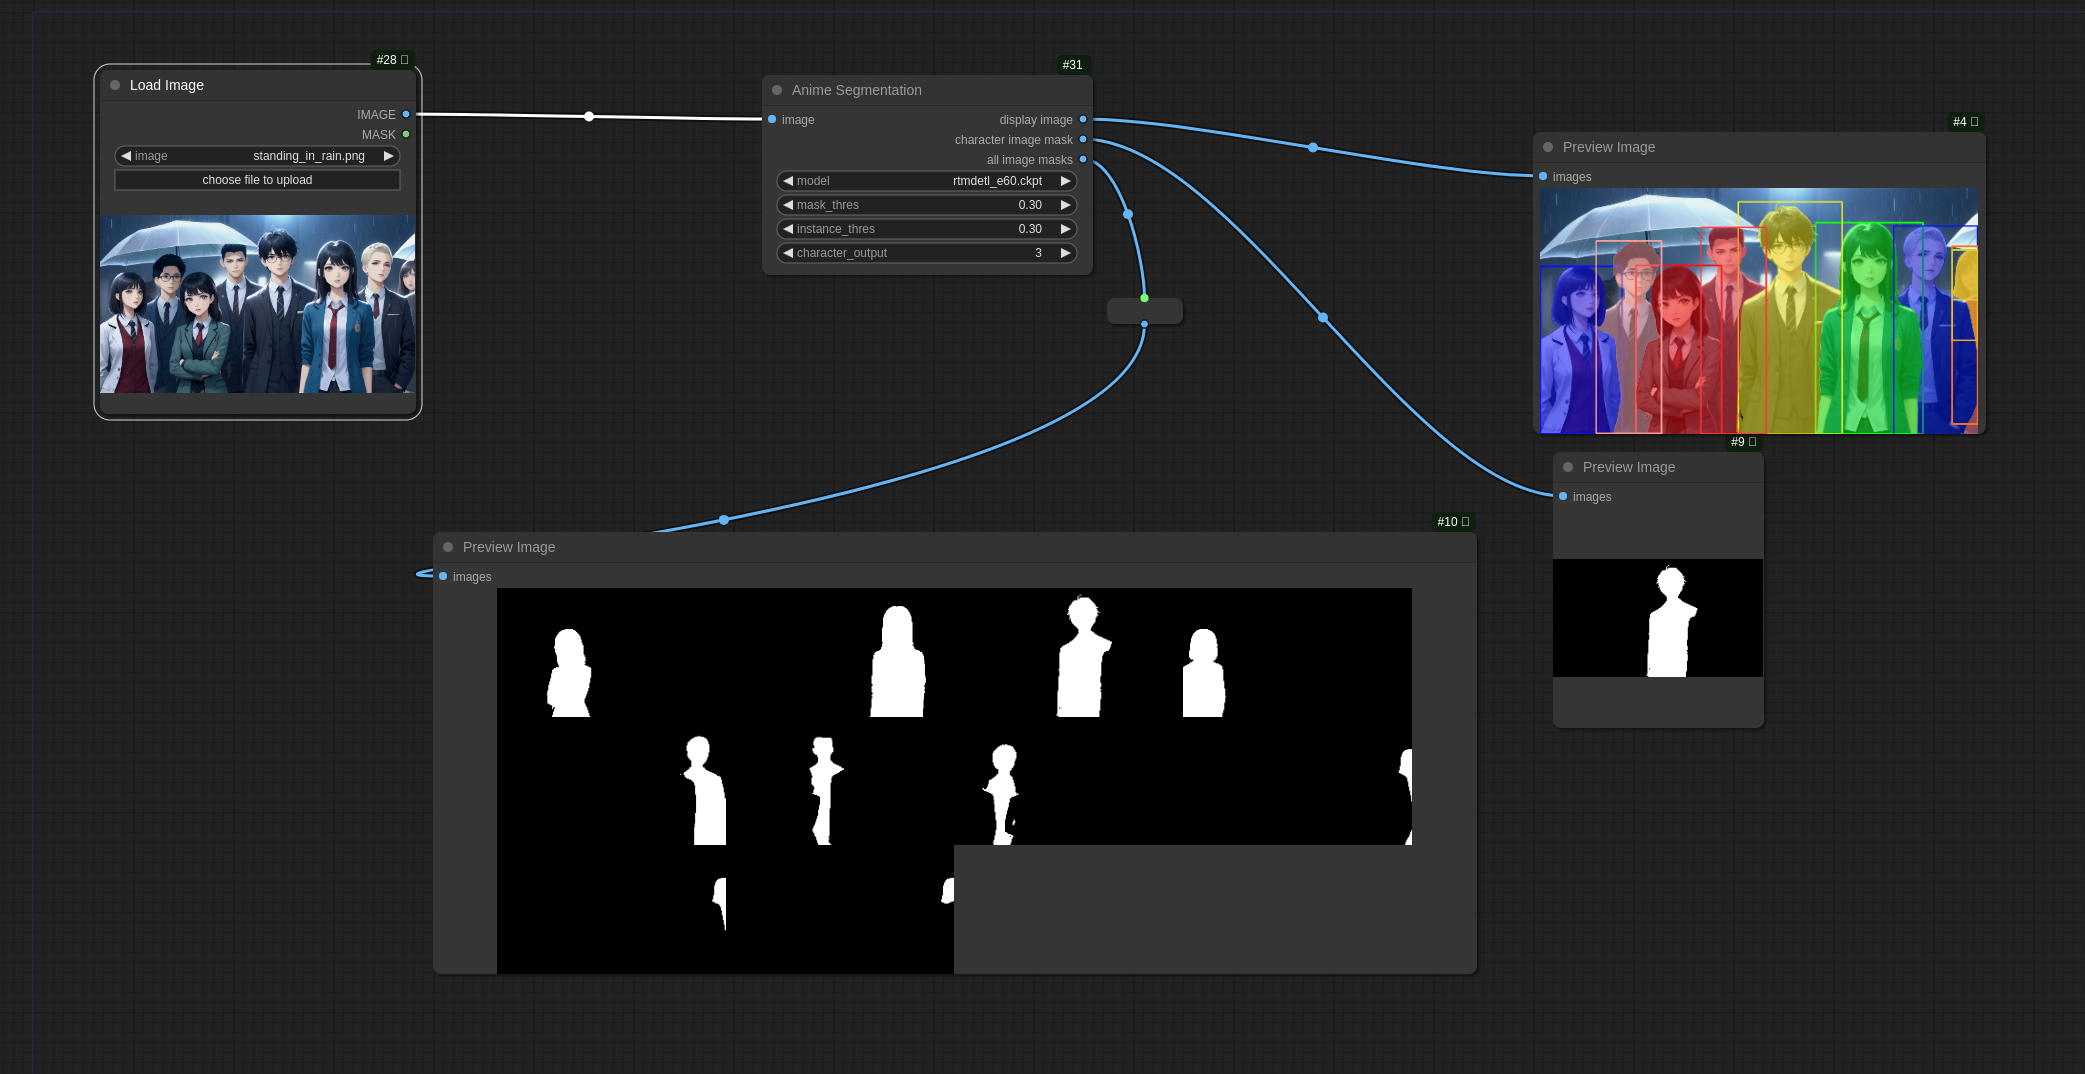 #28
Load Image
IMAGE
MASK
image standing_in_rain.png
choose file to upload
#31
Anime Segmentation
image display image
character image mask
all image masks
model rtmdetl_e60.ckpt
mask_thres 0.30
instance_thres 0.30
character_output 3
#4
Preview Image
images
#9
Preview Image
images
#10
Preview Image
images